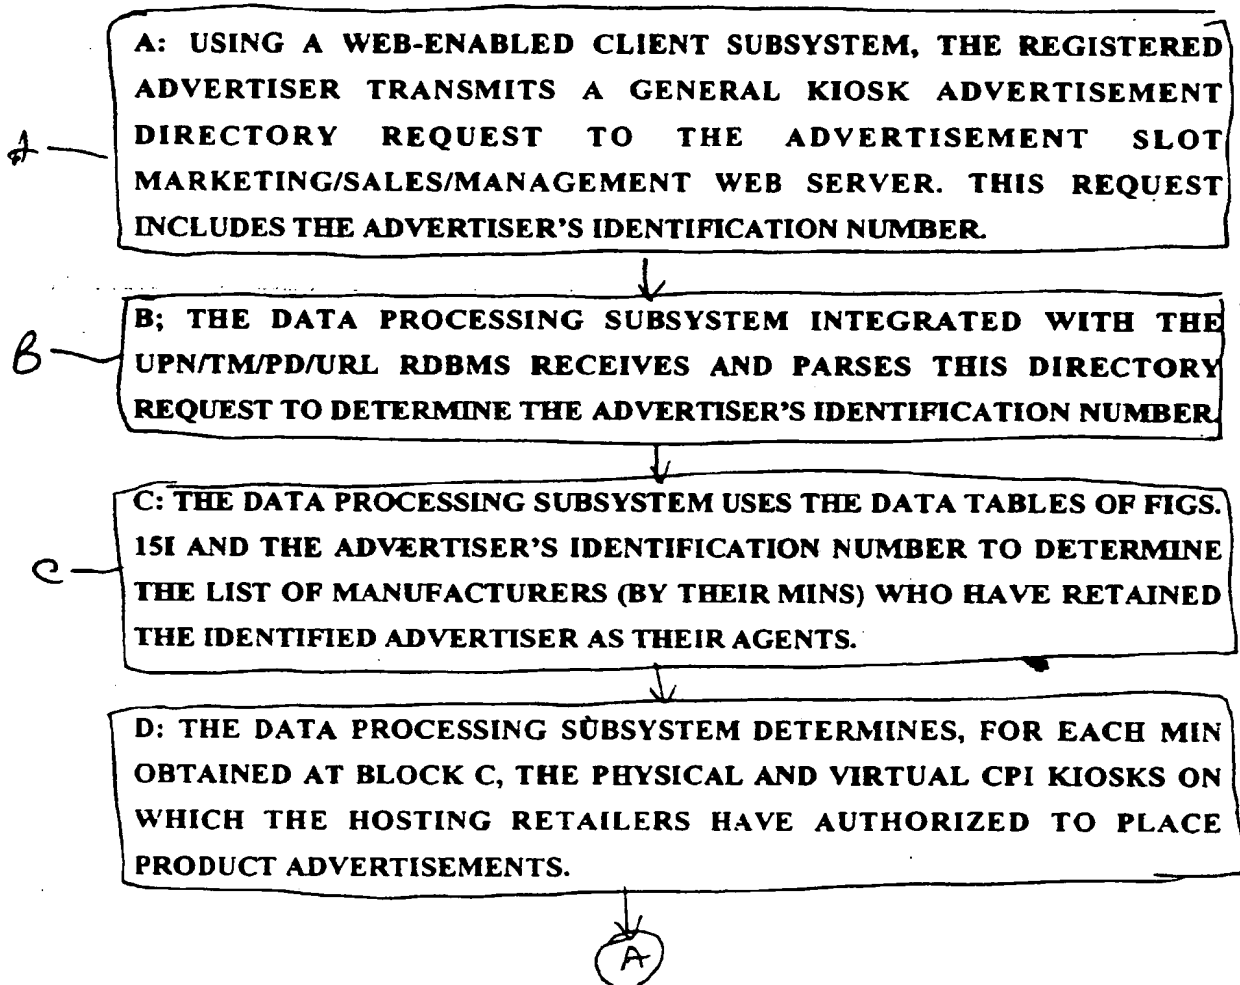 A: USING A WEB-ENABLED CLIENT SUBSYSTEM, THE REGISTERED
ADVERTISER TRANSMITS A GENERAL KIOSK ADVERTISEMENT
A
DIRECTORY REQUEST TO THE ADVERTISEMENT SLOT
MARKETING/SALES/MANAGEMENT WEB SERVER. THIS REQUEST
INCLUDES THE ADVERTISER'S IDENTIFICATION NUMBER.
B; THE DATA PROCESSING SUBSYSTEM INTEGRATED WITH THE
B
UPN/TM/PD/URL RDBMS RECEIVES AND PARSES THIS DIRECTORY
REQUEST TO DETERMINE THE ADVERTISER'S IDENTIFICATION NUMBER.
C: THE DATA PROCESSING SUBSYSTEM USES THE DATA TABLES OF FIGS.
15I AND THE ADVERTISER'S IDENTIFICATION NUMBER TO DETERMINE
C
THE LIST OF MANUFACTURERS (BY THEIR MINS) WHO HAVE RETAINED
THE IDENTIFIED ADVERTISER AS THEIR AGENTS.
D: THE DATA PROCESSING SUBSYSTEM DETERMINES, FOR EACH MIN
OBTAINED AT BLOCK C, THE PHYSICAL AND VIRTUAL CPI KIOSKS ON
WHICH THE HOSTING RETAILERS HAVE AUTHORIZED TO PLACE
PRODUCT ADVERTISEMENTS.
A